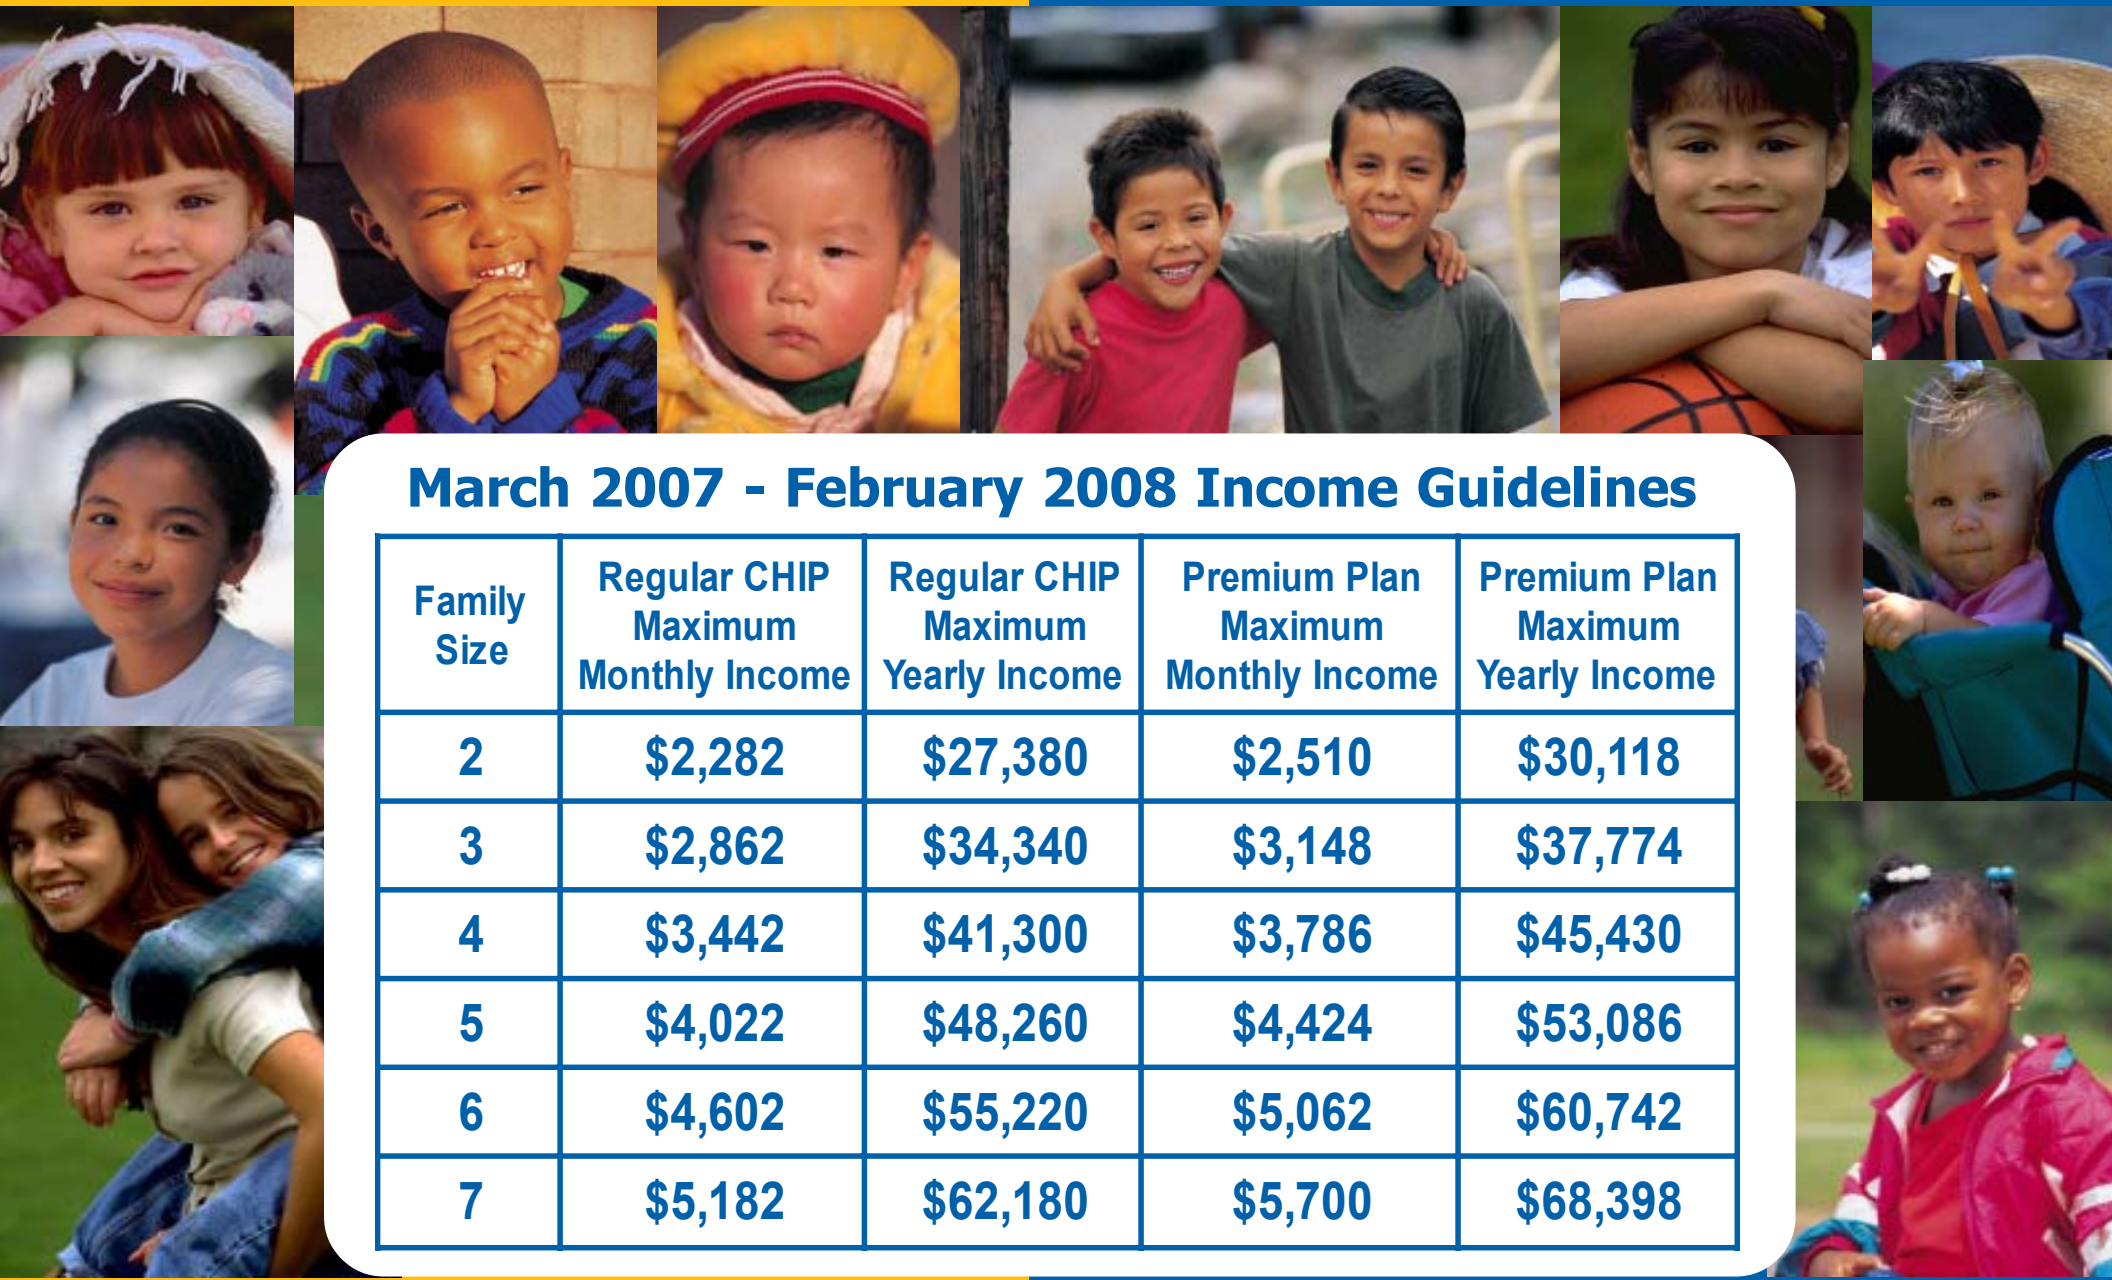 March 2007 - February 2008 Income Guidelines
Family Size | Regular CHIP Maximum Monthly Income | Regular CHIP Maximum Yearly Income | Premium Plan Maximum Monthly Income | Premium Plan Maximum Yearly Income
2 | $2,282 | $27,380 | $2,510 | $30,118
3 | $2,862 | $34,340 | $3,148 | $37,774
4 | $3,442 | $41,300 | $3,786 | $45,430
5 | $4,022 | $48,260 | $4,424 | $53,086
6 | $4,602 | $55,220 | $5,062 | $60,742
7 | $5,182 | $62,180 | $5,700 | $68,398